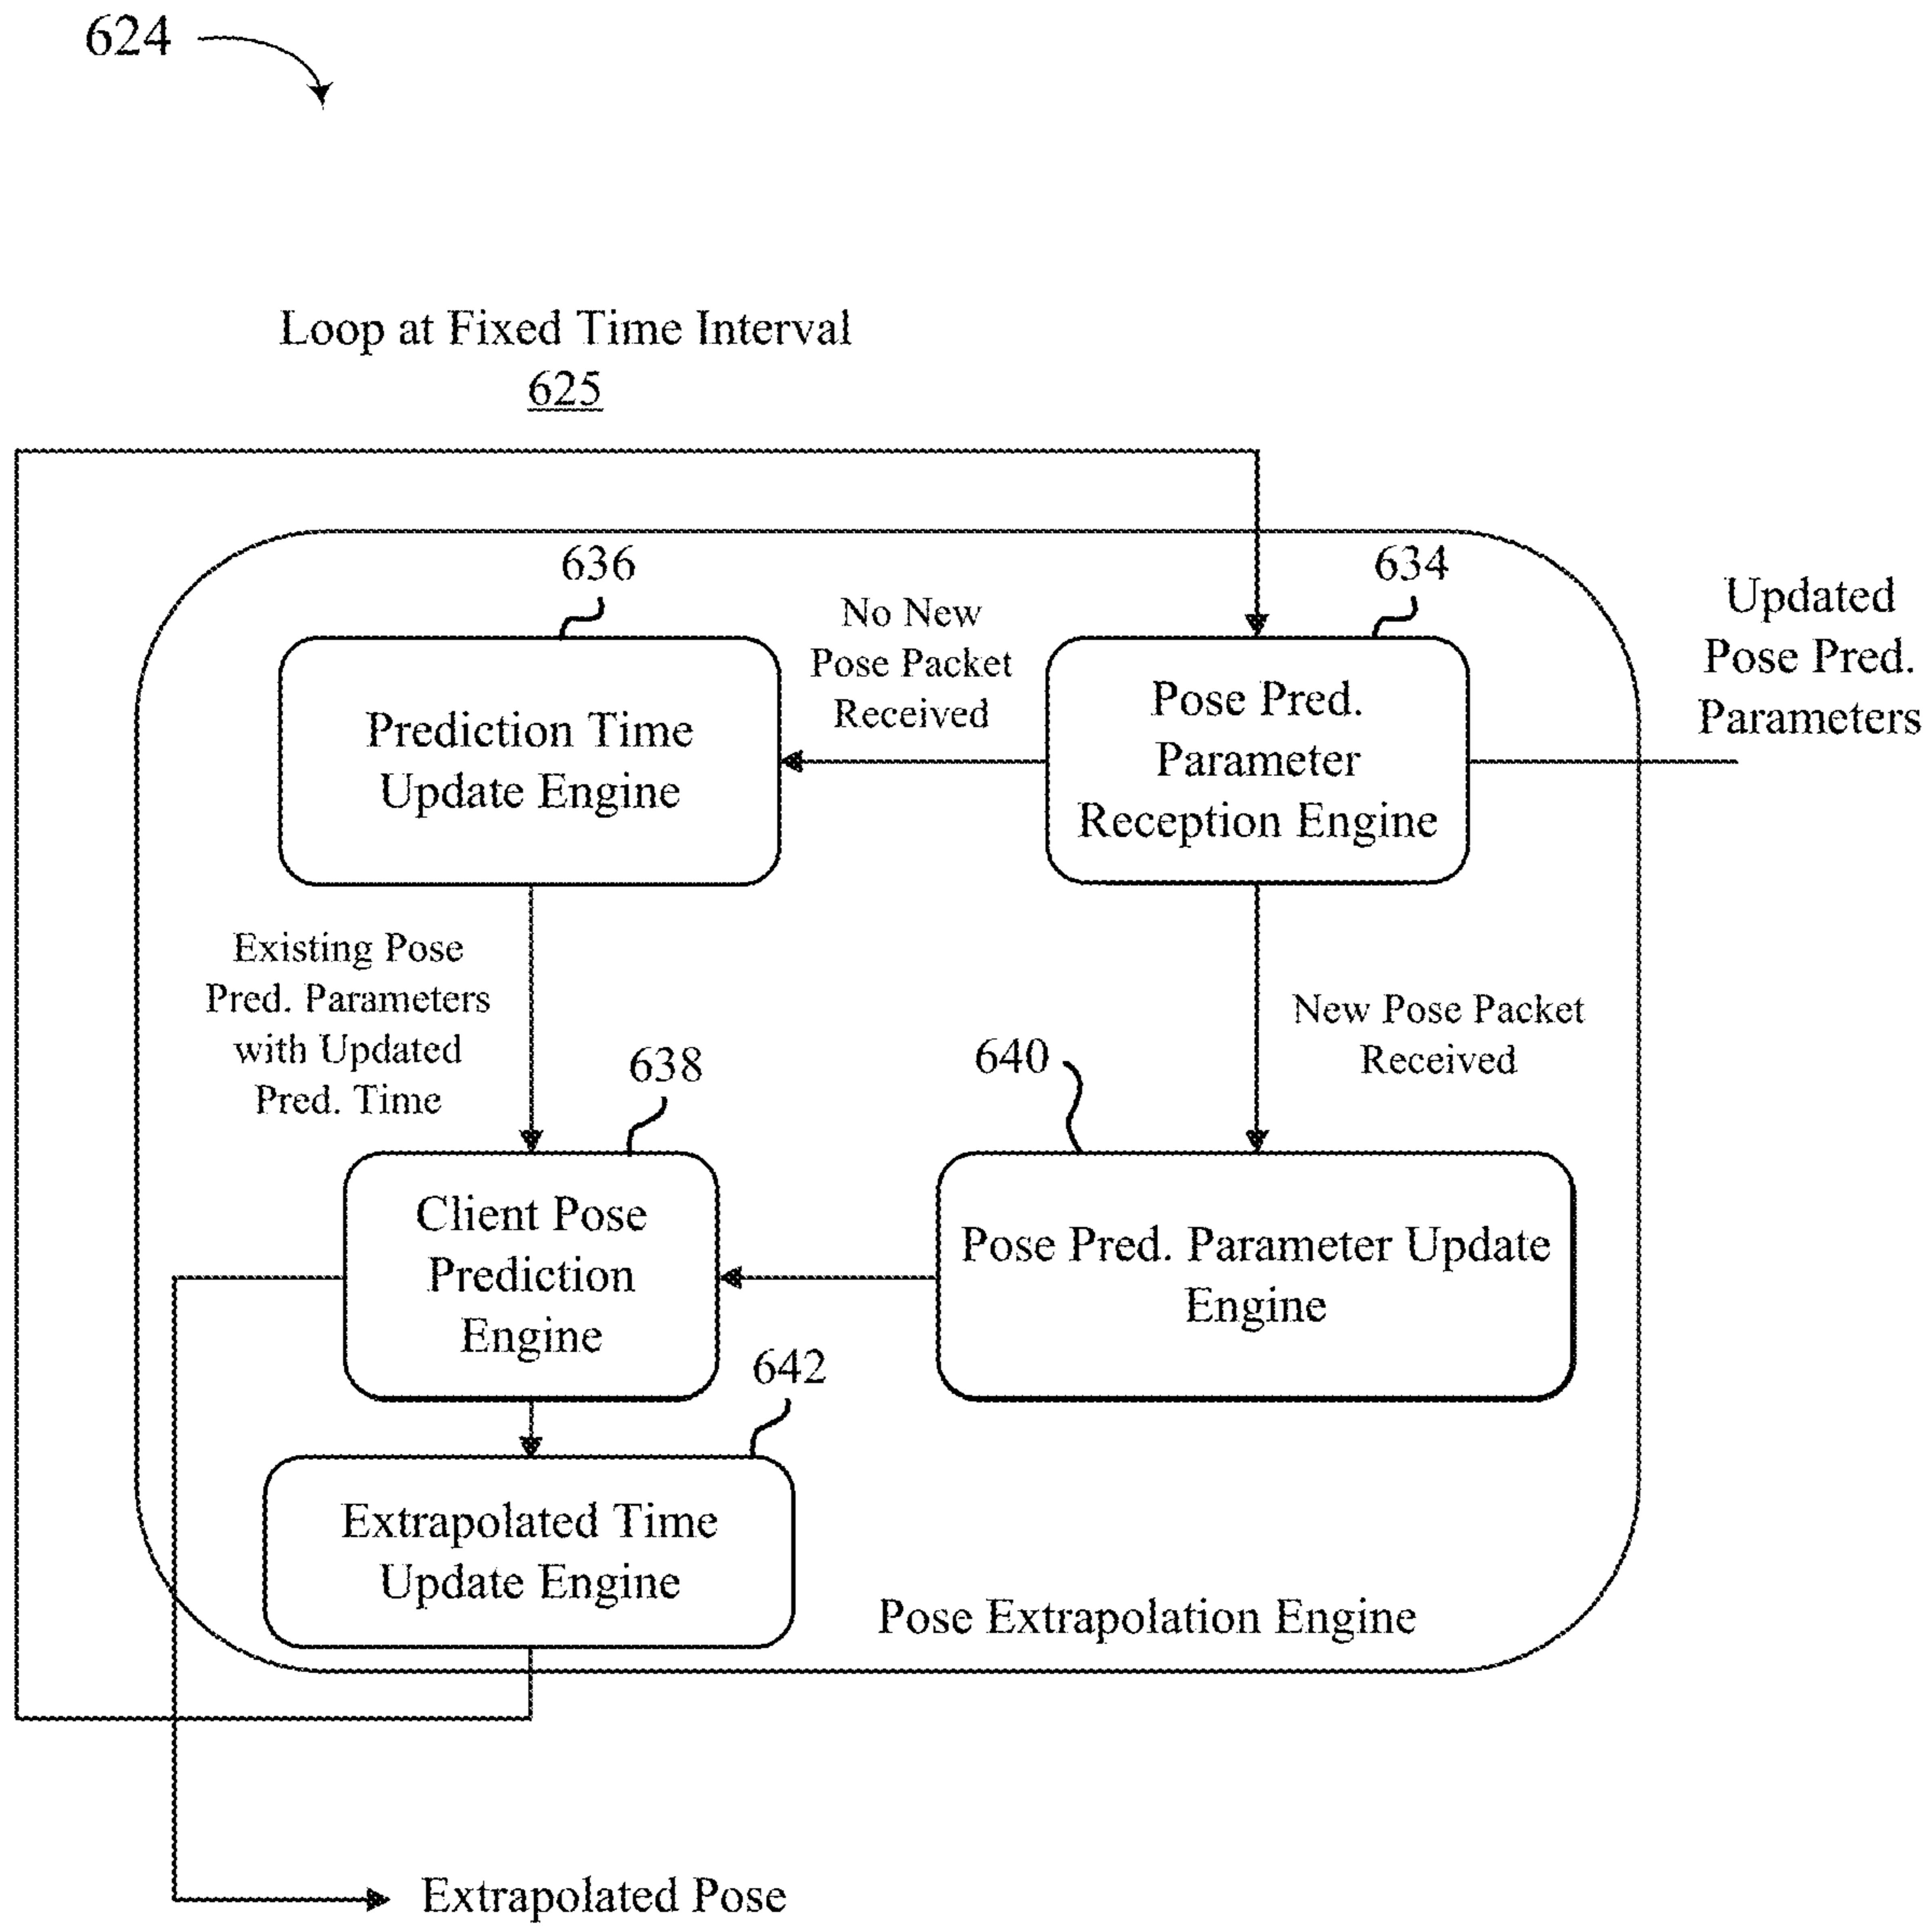 624
Loop at Fixed Time Interval
625
636
634
No New
Pose Packet
Received
Updated
Pose Pred.
Parameters
Prediction Time
Update Engine
Pose Pred.
Parameter
Reception Engine
Existing Pose
Pred. Parameters
with Updated
Pred. Time
New Pose Packet
Received
638
640
Client Pose
Prediction
Engine
Pose Pred. Parameter Update
Engine
642
Extrapolated Time
Update Engine
Pose Extrapolation Engine
Extrapolated Pose